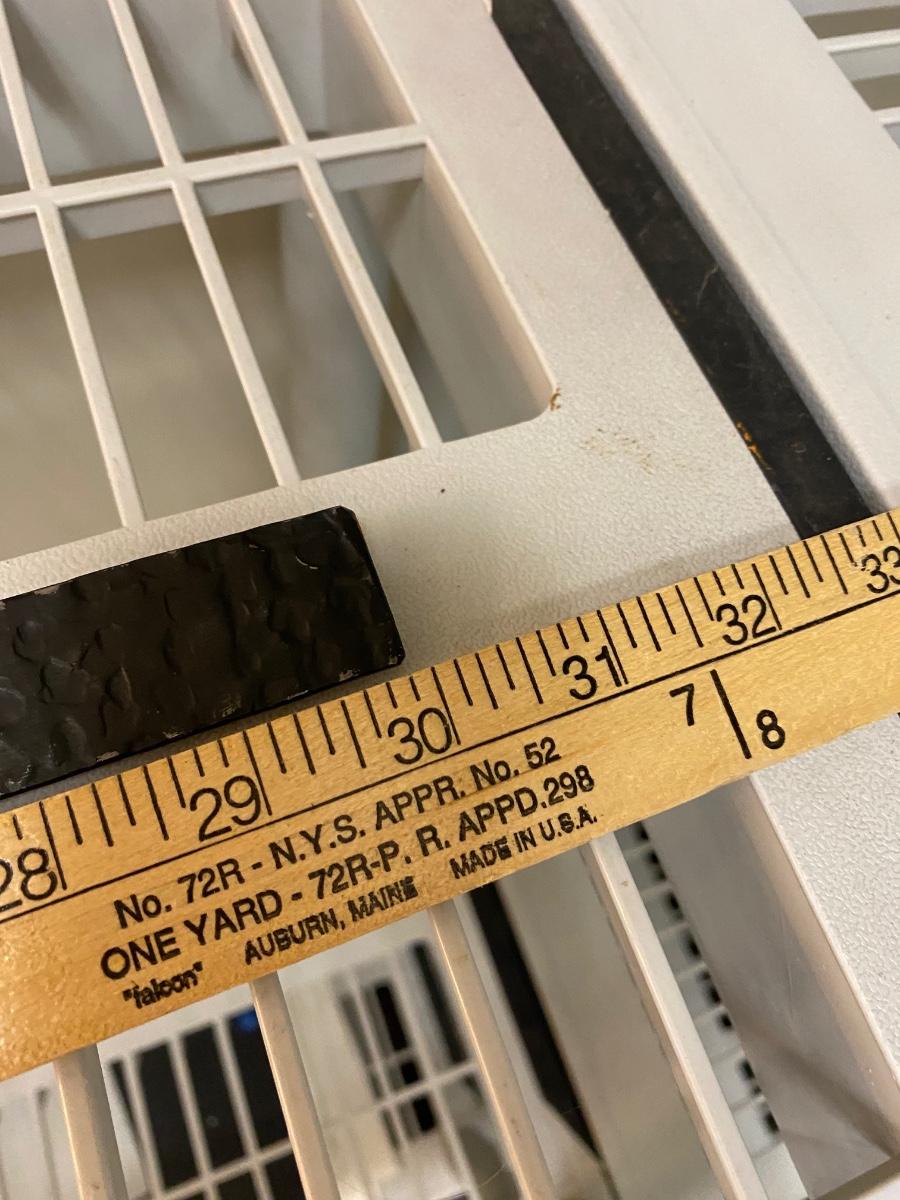 28 29 30 31 32 33
7 8
No. 72R - N.Y.S. APPR. No. 52
ONE YARD - 72R-P. R. APPD.298
"falcon" AUBURN, MAINE MADE IN U.S.A.